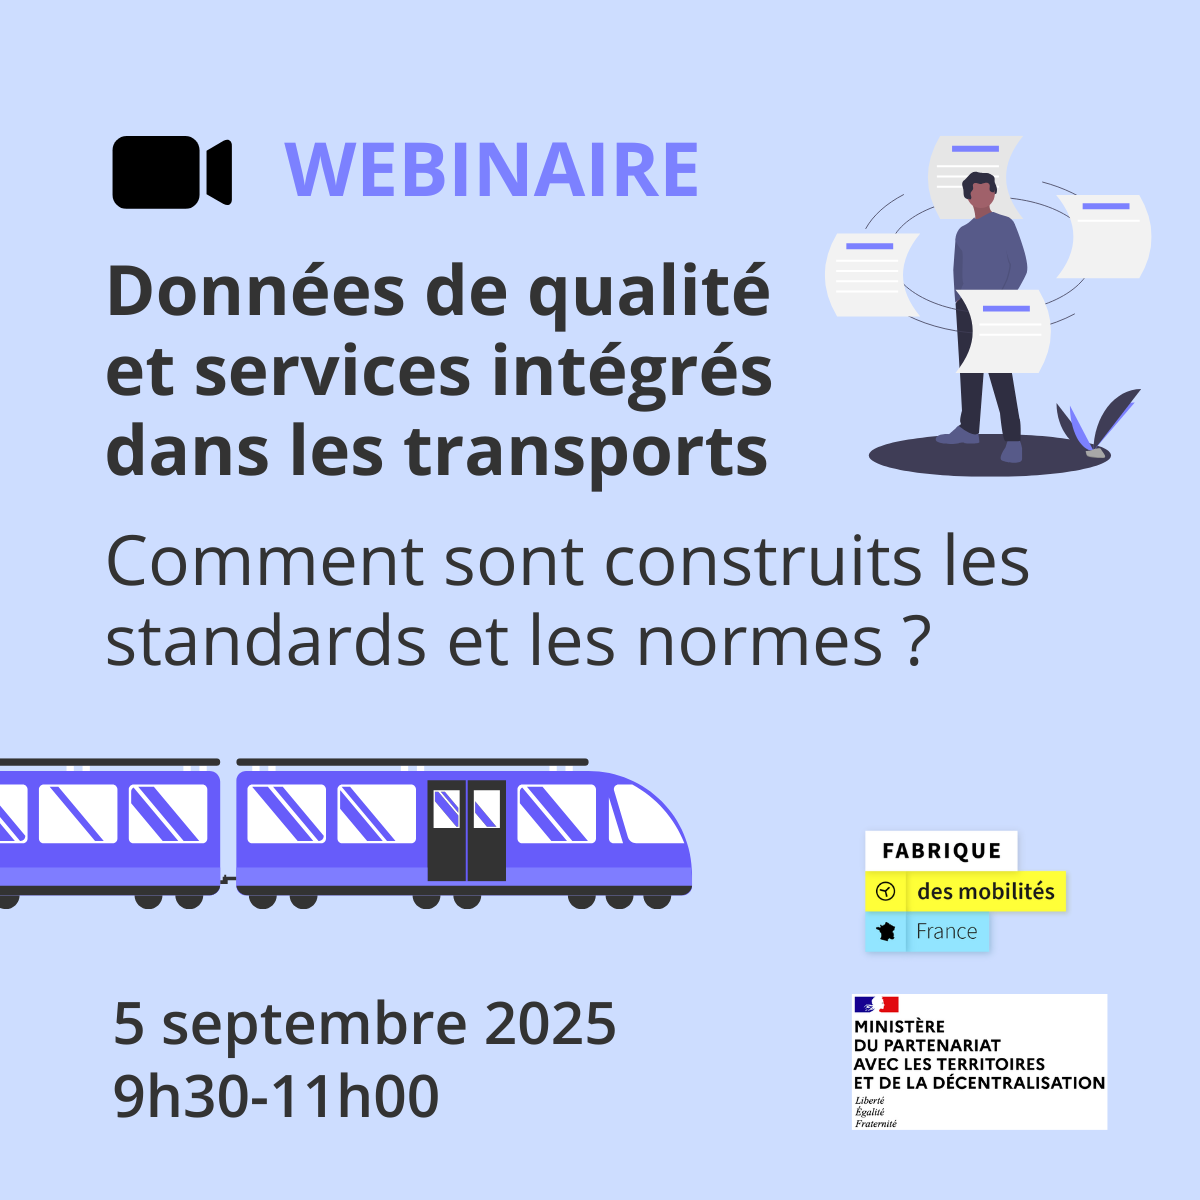 WEBINAIRE
Données de qualité
et services intégrés
dans les transports
Comment sont construits les
standards et les normes ?
FABRIQUE
des mobilités
France
5 septembre 2025
9h30-11h00
MINISTÈRE
DU PARTENARIAT
AVEC LES TERRITOIRES
ET DE LA DÉCENTRALISATION
Liberté
Égalité
Fraternité